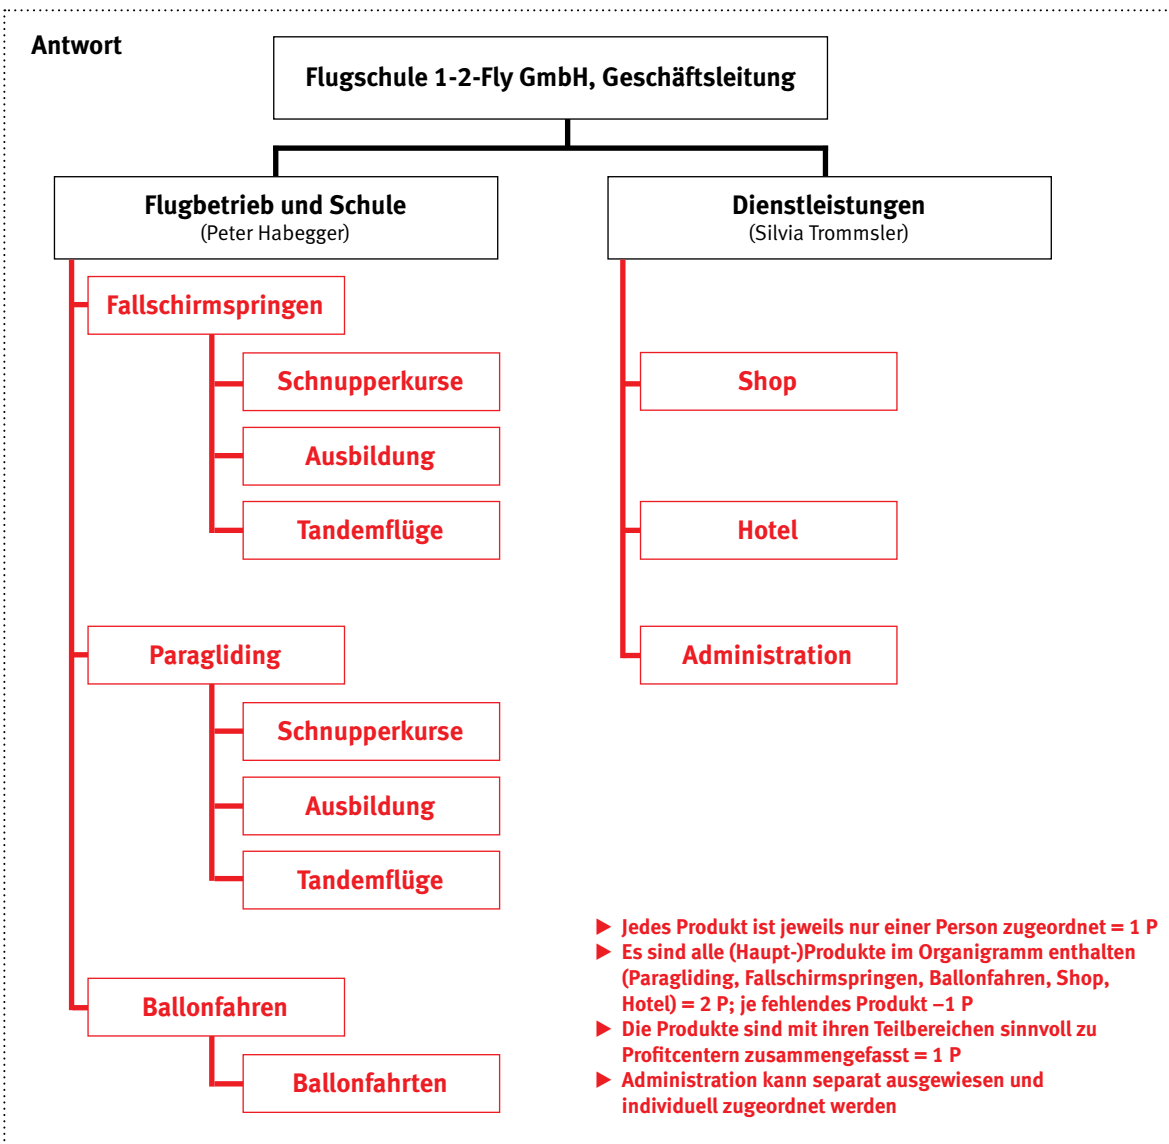 Antwort
Flugschule 1-2-Fly GmbH, Geschäftsleitung
Flugbetrieb und Schule
(Peter Habegger)
Fallschirmspringen
Schnupperkurse
Ausbildung
Tandemflüge
Paragliding
Schnupperkurse
Ausbildung
Tandemflüge
Ballonfahren
Ballonfahrten
Dienstleistungen
(Silvia Trommsler)
Shop
Hotel
Administration
▶ Jedes Produkt ist jeweils nur einer Person zugeordnet = 1 P
▶ Es sind alle (Haupt-)Produkte im Organigramm enthalten
(Paragliding, Fallschirmspringen, Ballonfahren, Shop,
Hotel) = 2 P; je fehlendes Produkt –1 P
▶ Die Produkte sind mit ihren Teilbereichen sinnvoll zu
Profitcentern zusammengefasst = 1 P
▶ Administration kann separat ausgewiesen und
individuell zugeordnet werden